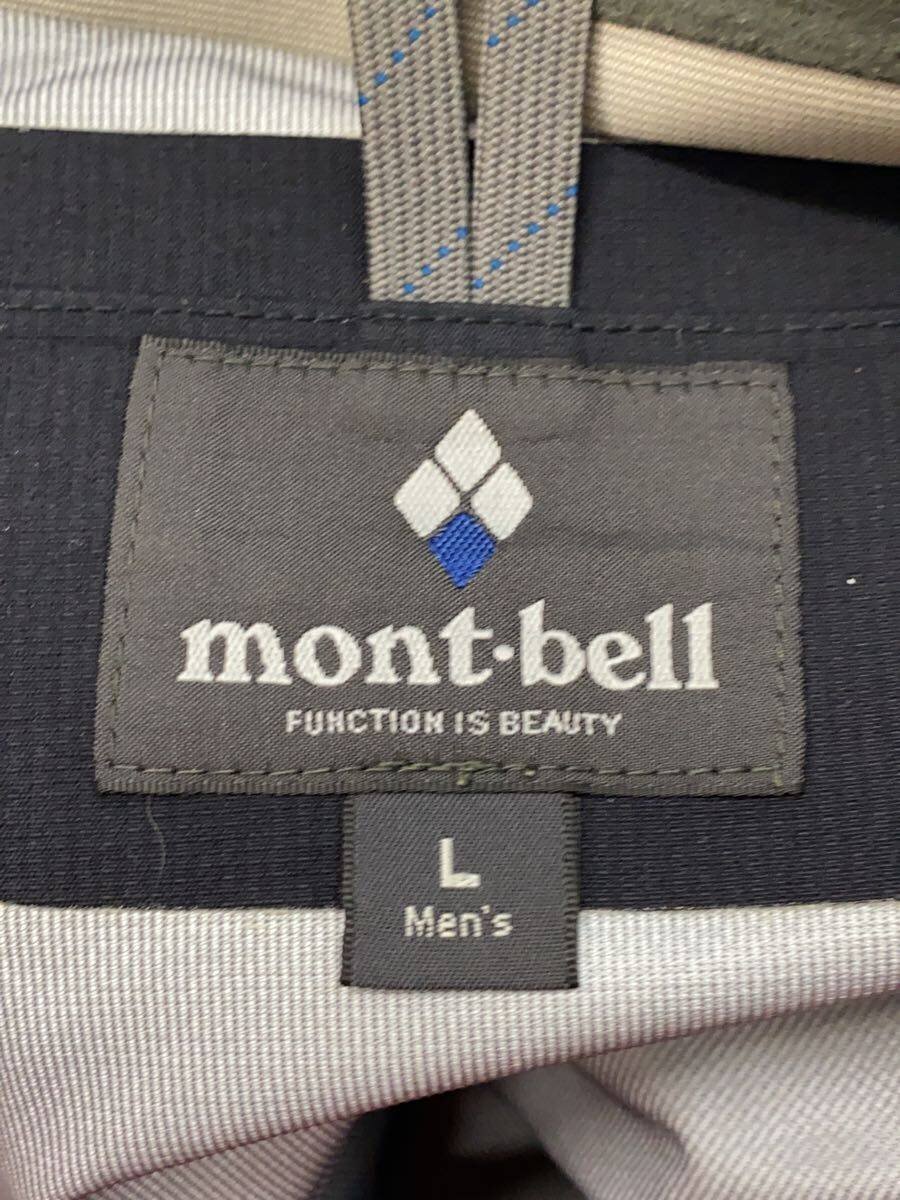 mont·bell
FUNCTION IS BEAUTY
L
Men's